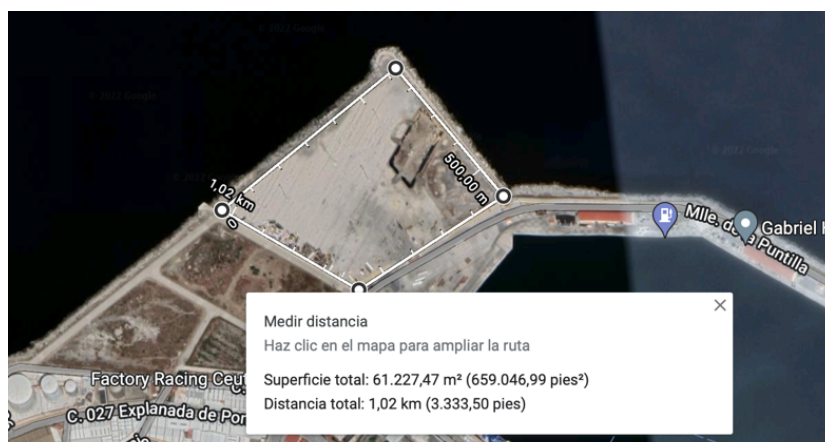 © 2022 Google
© 2022 Google
© 2022 Google
© 2022 Google
1,02 km
0
500,00 m
Mlle. de la Puntilla
Gabriel
Medir distancia
Haz clic en el mapa para ampliar la ruta
Superficie total: 61.227,47 m² (659.046,99 pies²)
Distancia total: 1,02 km (3.333,50 pies)
Factory Racing
C. 027 Explanada de